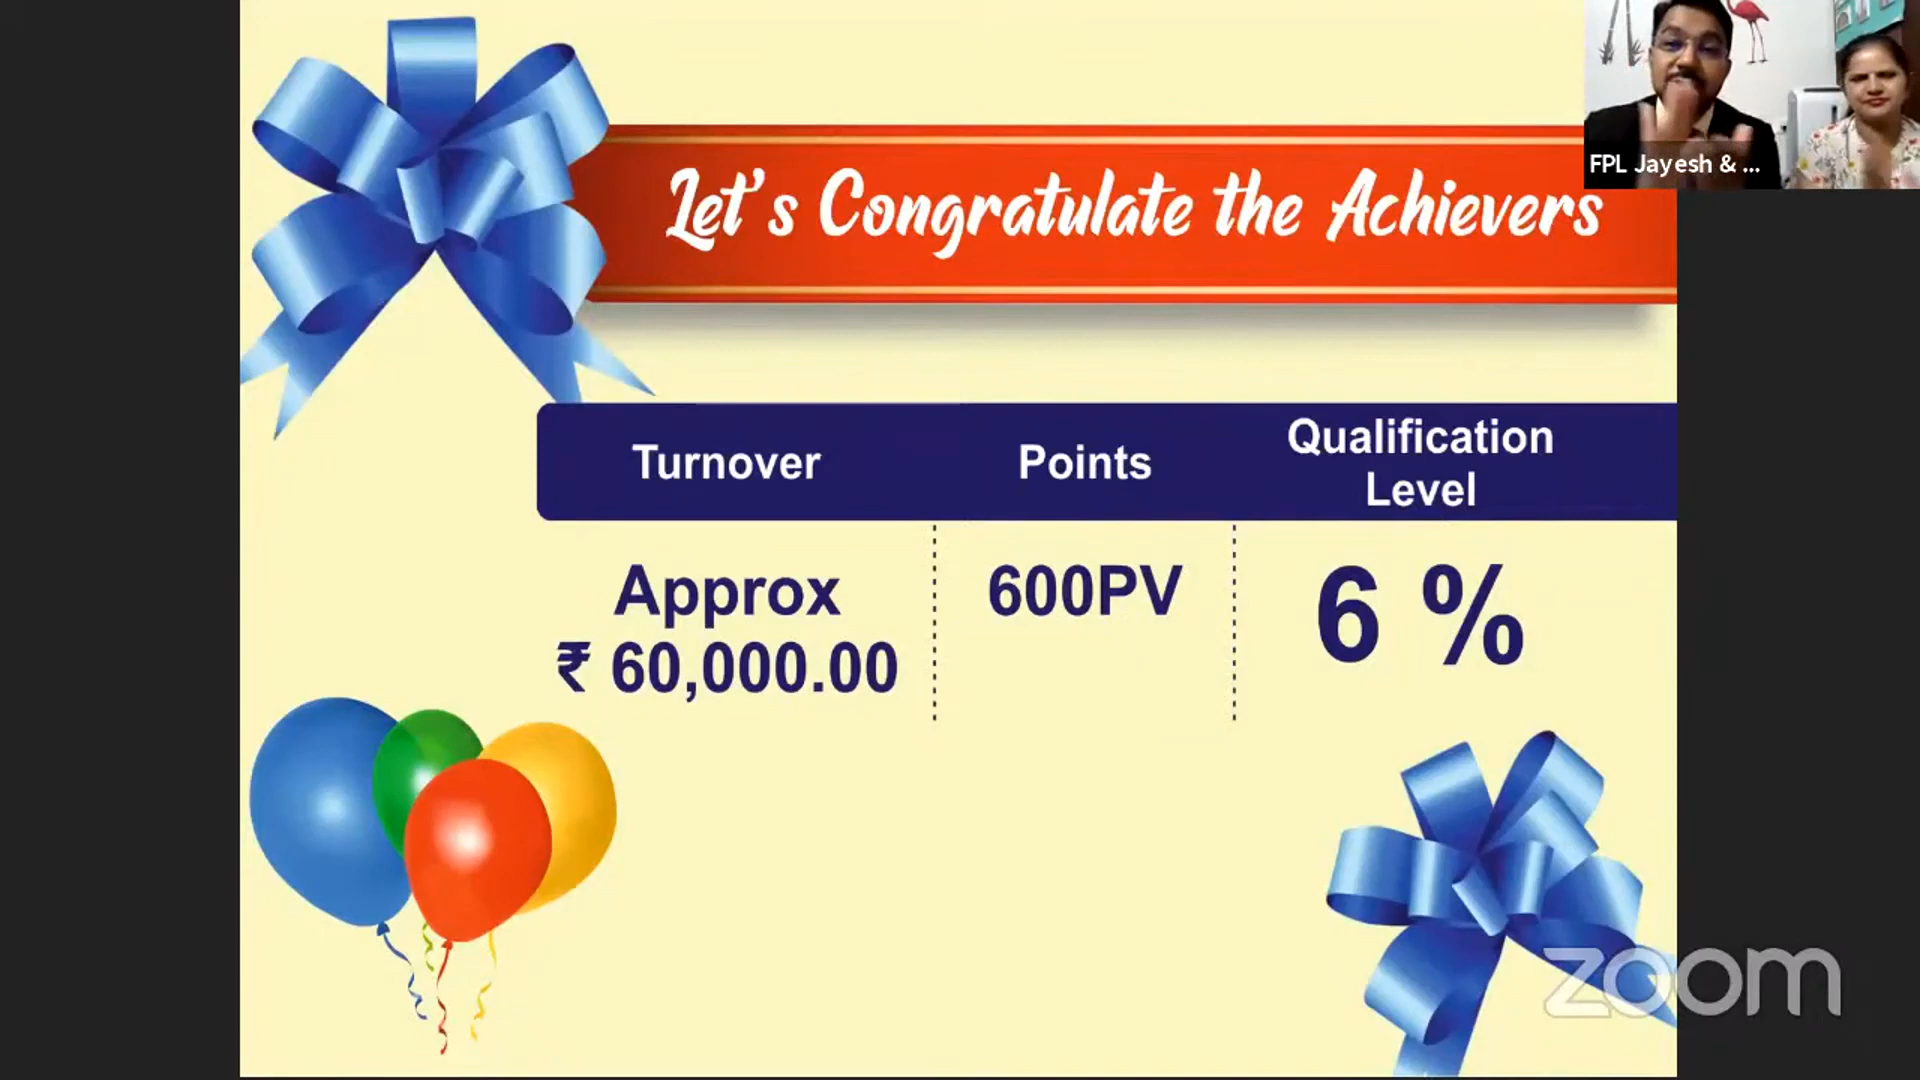 FPL Jayesh & ...
Let's Congratulate the Achievers
Turnover
Points
Qualification
Level
Approx
₹ 60,000.00
600PV
6 %
zoom